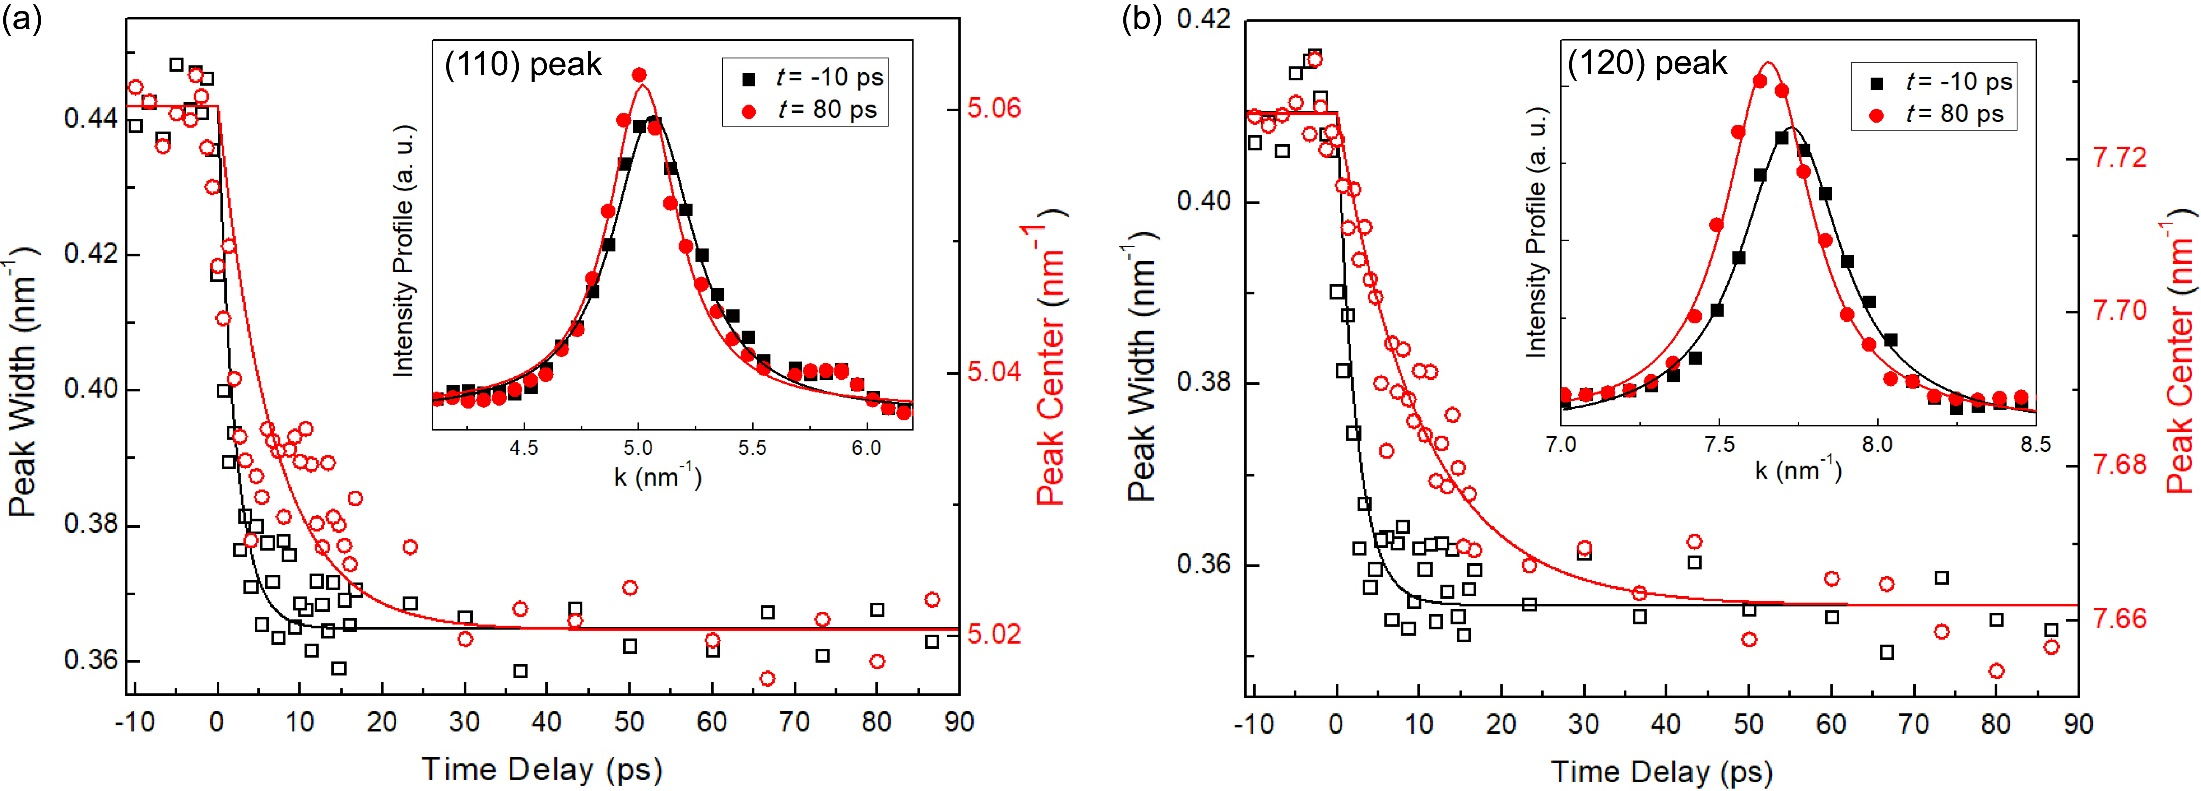 (a)
(110) peak
t = -10 ps
t = 80 ps
Intensity Profile (a. u.)
4.5 5.0 5.5 6.0
k (nm⁻¹)
0.44
0.42
0.40
0.38
0.36
Peak Width (nm⁻¹)
5.06
5.04
5.02
Peak Center (nm⁻¹)
-10 0 10 20 30 40 50 60 70 80 90
Time Delay (ps)
(b)
(120) peak
t = -10 ps
t = 80 ps
Intensity Profile (a. u.)
7.0 7.5 8.0 8.5
k (nm⁻¹)
0.42
0.40
0.38
0.36
Peak Width (nm⁻¹)
7.72
7.70
7.68
7.66
Peak Center (nm⁻¹)
-10 0 10 20 30 40 50 60 70 80 90
Time Delay (ps)